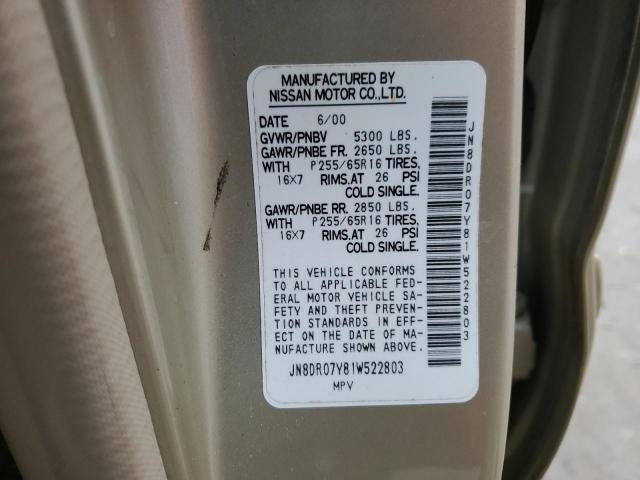 MANUFACTURED BY
NISSAN MOTOR CO.,LTD.
DATE 6/00
GVWR/PNBV 5300 LBS.
GAWR/PNBE FR. 2650 LBS.
WITH P255/65R16 TIRES,
16X7 RIMS.AT 26 PSI
COLD SINGLE.
GAWR/PNBE RR. 2850 LBS.
WITH P255/65R16 TIRES,
16X7 RIMS.AT 26 PSI
COLD SINGLE.
THIS VEHICLE CONFORMS
TO ALL APPLICABLE FED-
ERAL MOTOR VEHICLE SA-
FETY AND THEFT PREVEN-
TION STANDARDS IN EFF-
ECT ON THE DATE OF MA-
NUFACTURE SHOWN ABOVE.
JN8DR07Y81W522803
MPV
JN8DR07Y81W522803